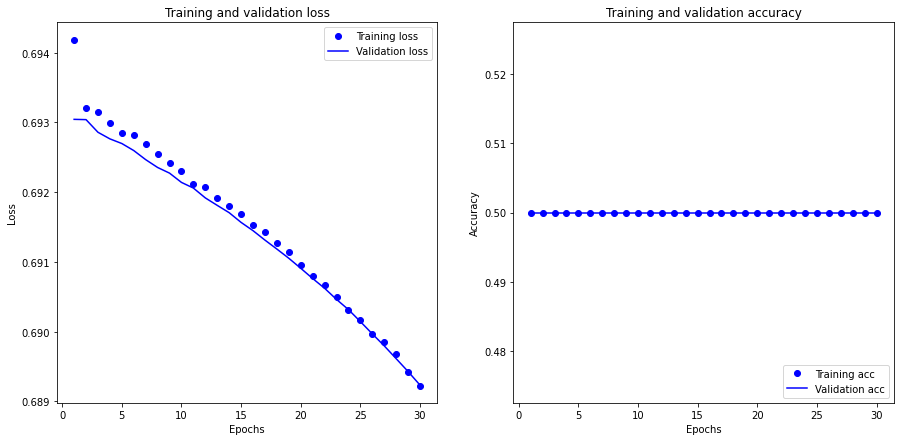 Training and validation loss
0.694
0.693
0.692
0.691
0.690
0.689
Loss
0
5
10
15
20
25
30
Epochs
Training loss
Validation loss
Training and validation accuracy
0.52
0.51
0.50
0.49
0.48
Accuracy
0
5
10
15
20
25
30
Epochs
Training acc
Validation acc